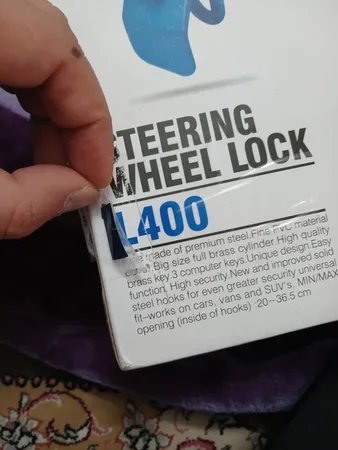 STEERING
WHEEL LOCK
L400
made of premium steel.Fine PVC material
Big size full brass cylinder.High quality
brass key 3 computer keys.Unique design.Easy
function. High security.New and improved solid
steel hooks for even greater security universal
fit-works on cars, vans and SUV's. MIN/MAX
opening (inside of hooks) 20-36.5 cm